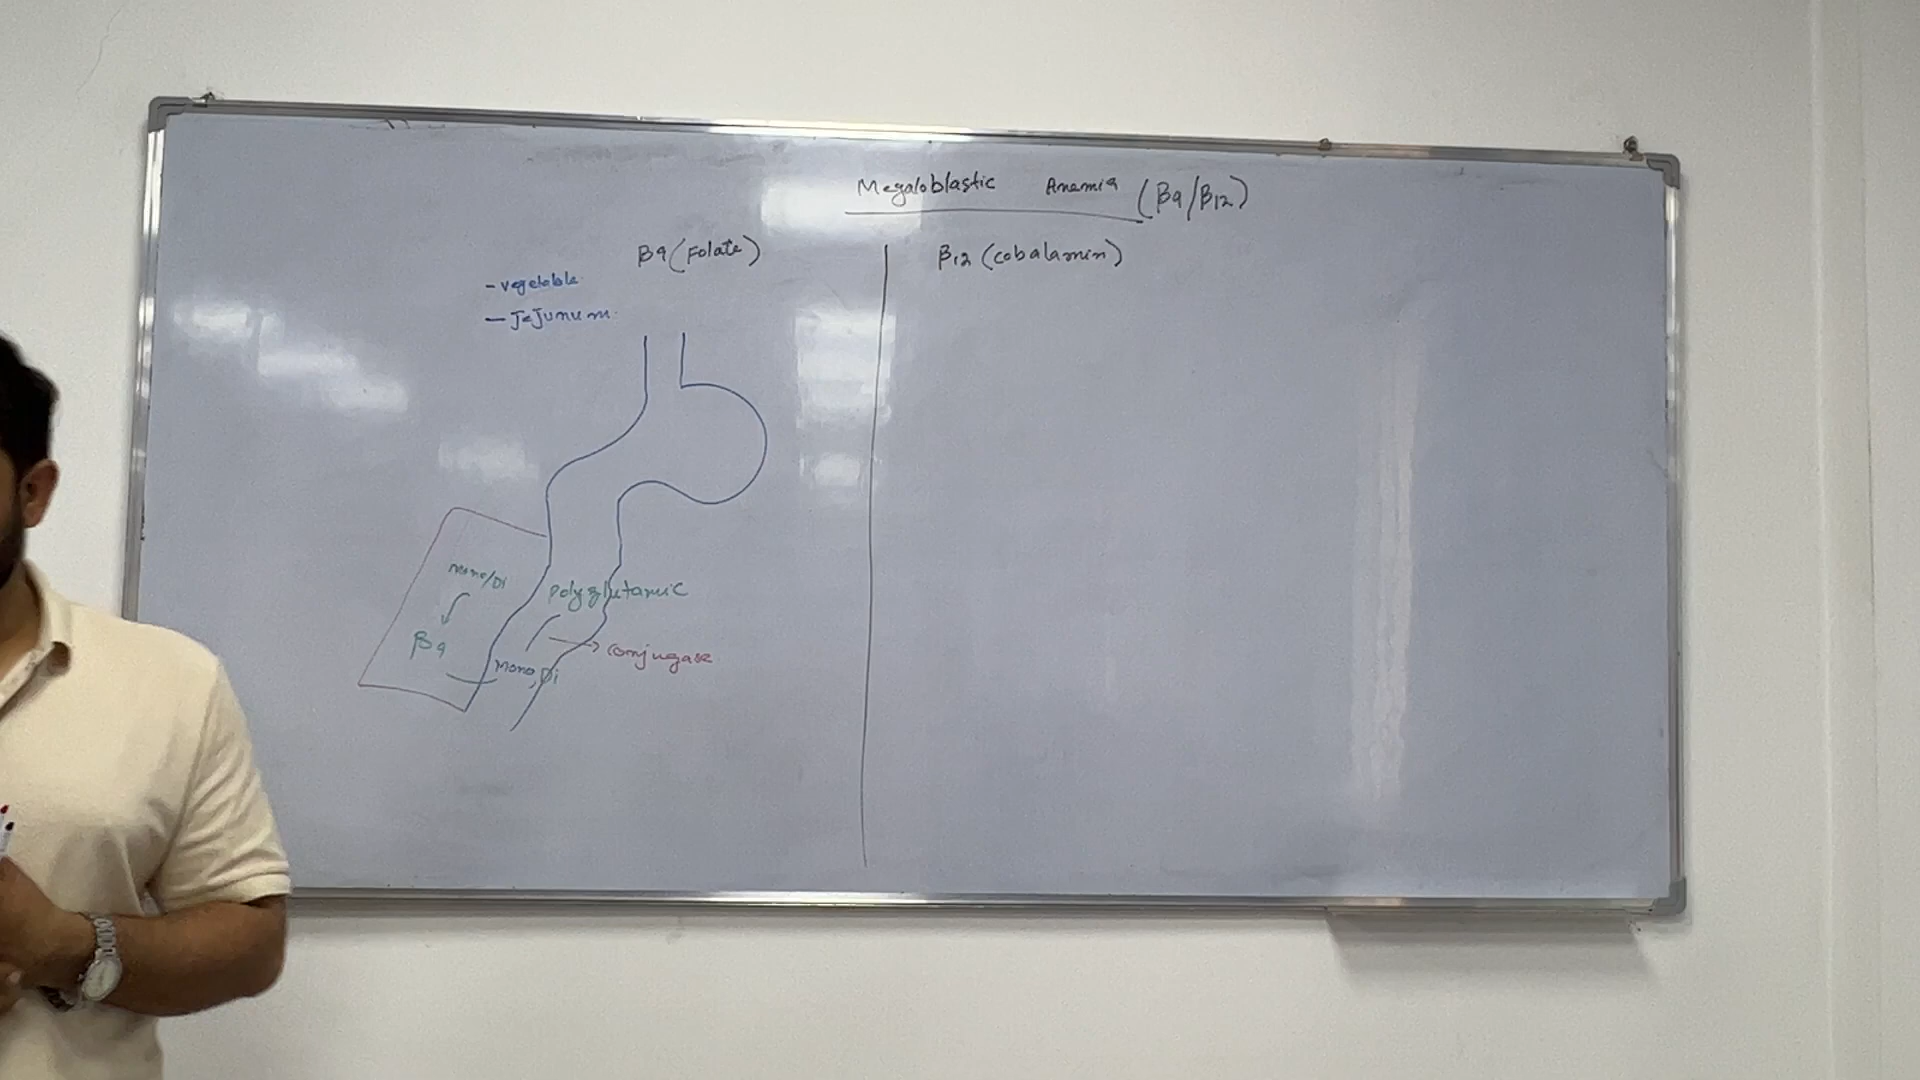 Megaloblastic Anemia (B9/B12)
B9 (Folate)
- vegetable
- Jejunum
mono/Di
B9
Polyglutamic
conjugase
Mono, Di
B12 (cobalamin)